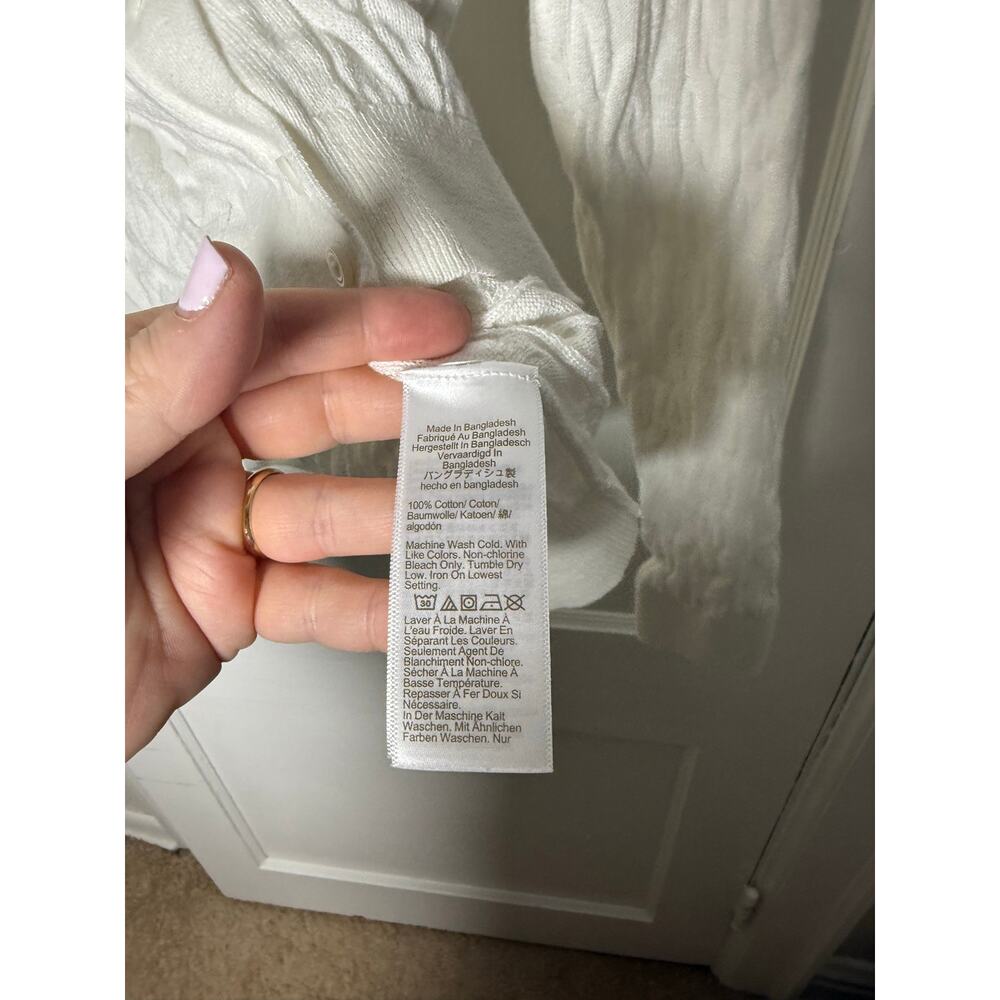 Made In Bangladesh
Fabriqué Au Bangladesh
Hergestellt In Bangladesch
Vervaardigd In
Bangladesh
バングラディシュ製
hecho en bangladesh
100% Cotton/ Coton/
Baumwolle/ Katoen/ 綿/
algodón
Machine Wash Cold. With
Like Colors. Non-chlorine
Bleach Only. Tumble Dry
Low. Iron On Lowest
Setting.
30
Laver À La Machine À
L'eau Froide. Laver En
Séparant Les Couleurs.
Seulement Agent De
Blanchiment Non-chlore.
Sécher À La Machine À
Basse Température.
Repasser À Fer Doux Si
Nécessaire.
In Der Maschine Kalt
Waschen. Mit Ähnlichen
Farben Waschen. Nur